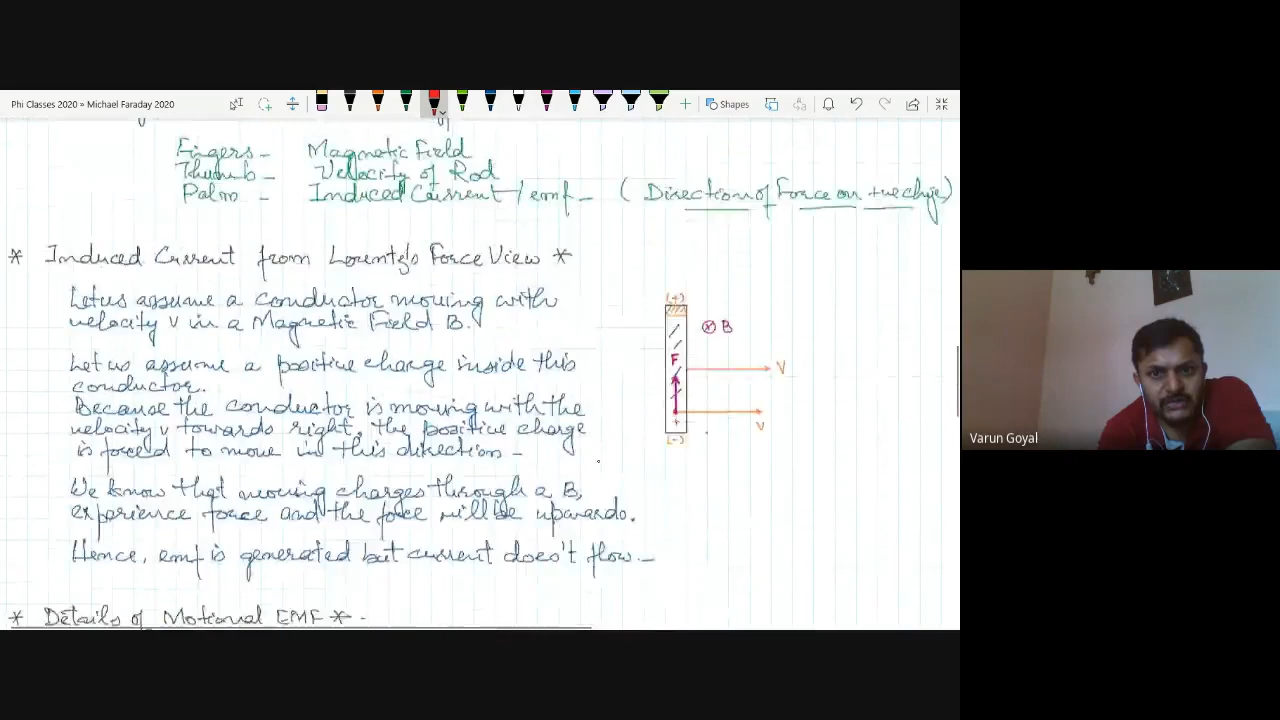 Phi Classes 2020 » Michael Faraday 2020
Shapes
Fingers - Magnetic Field
Thumb - Velocity of Rod
Palm - Induced Current / emf - (Direction of Force on +ve charge)
* Induced Current from Lorentz's Force View *
Let us assume a conductor moving with
velocity v in a Magnetic Field B.
Let us assume a positive charge inside this
conductor.
Because the conductor is moving with the
velocity v towards right, the positive charge
is forced to move in this direction -
We know that moving charges through a B,
experience force and the force will be upwards.
Hence, emf is generated but current does't flow -
* Details of Motional EMF * -
(+)
B
F
V
+
V
(-)
Varun Goyal